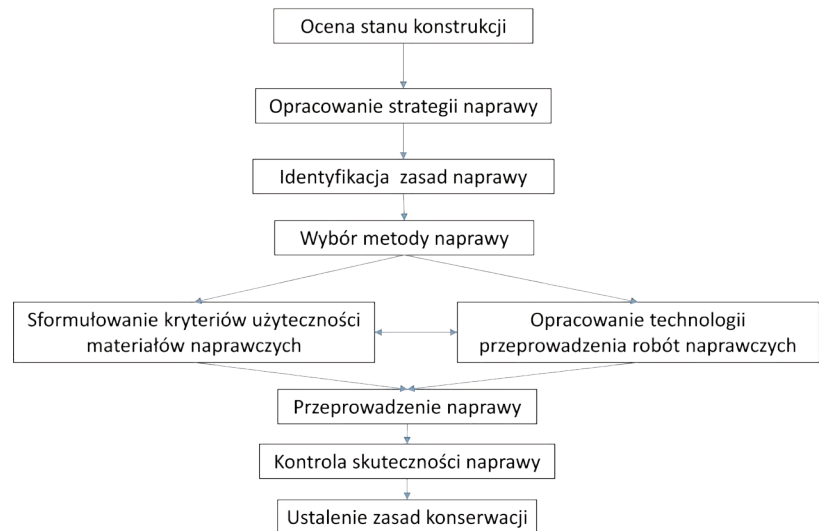 Ocena stanu konstrukcji
Opracowanie strategii naprawy
Identyfikacja zasad naprawy
Wybór metody naprawy
Sformułowanie kryteriów użyteczności
materiałów naprawczych
Opracowanie technologii
przeprowadzenia robót naprawczych
Przeprowadzenie naprawy
Kontrola skuteczności naprawy
Ustalenie zasad konserwacji